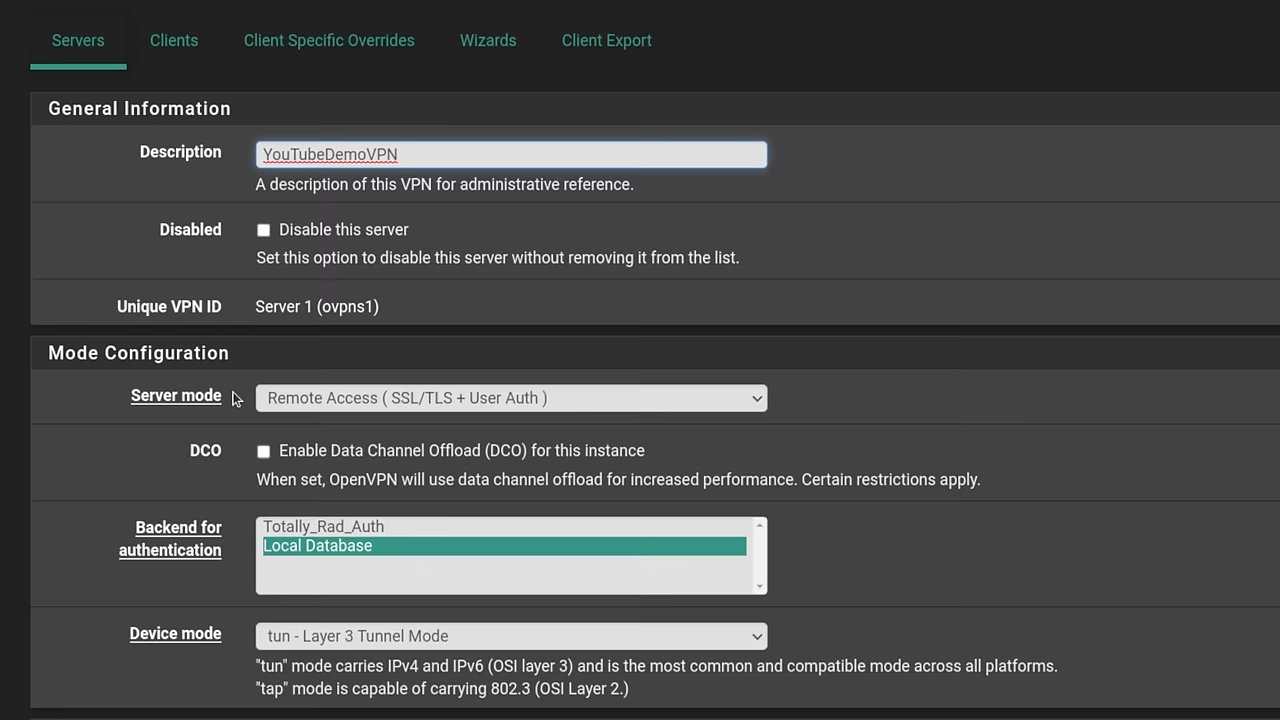 Servers Clients Client Specific Overrides Wizards Client Export
General Information
Description YouTubeDemoVPN
A description of this VPN for administrative reference.
Disabled Disable this server
Set this option to disable this server without removing it from the list.
Unique VPN ID Server 1 (ovpns1)
Mode Configuration
Server mode Remote Access ( SSL/TLS + User Auth )
DCO Enable Data Channel Offload (DCO) for this instance
When set, OpenVPN will use data channel offload for increased performance. Certain restrictions apply.
Backend for authentication
Totally_Rad_Auth
Local Database
Device mode tun - Layer 3 Tunnel Mode
"tun" mode carries IPv4 and IPv6 (OSI layer 3) and is the most common and compatible mode across all platforms.
"tap" mode is capable of carrying 802.3 (OSI Layer 2.)